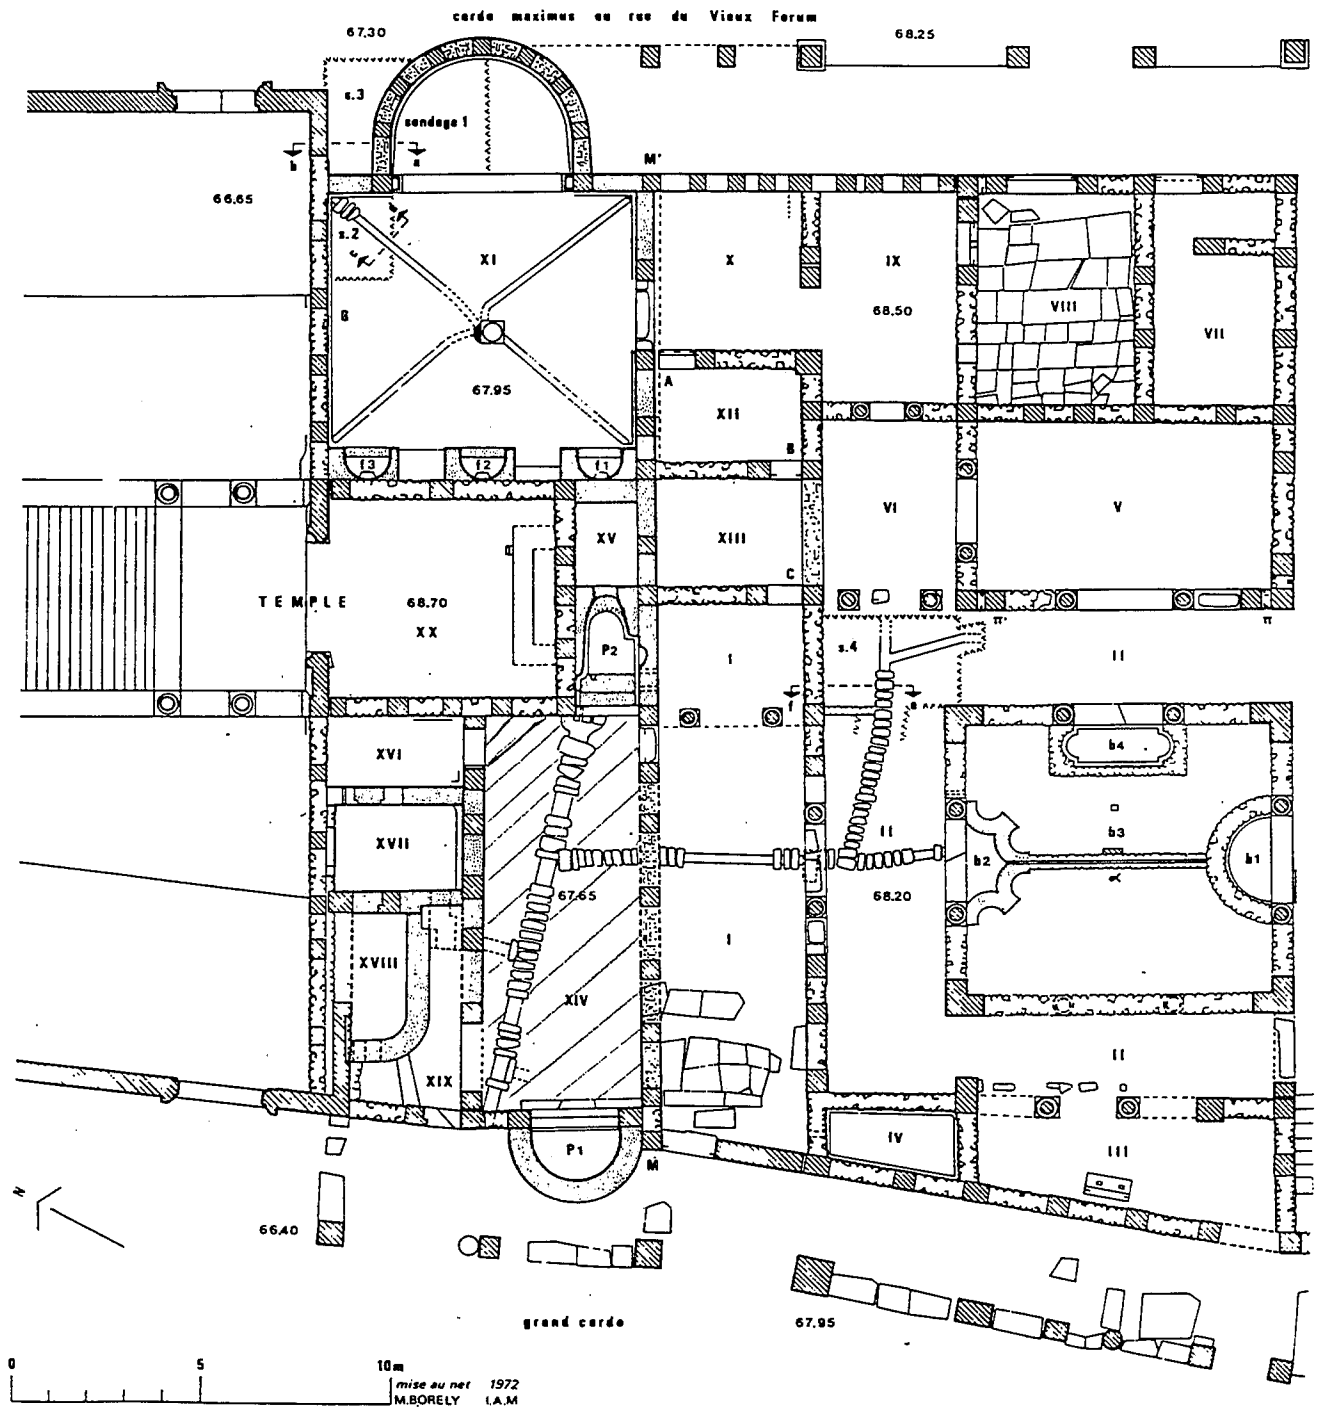 cardo maximus ou rue du Vieux Forum
67.30
68.25
s.3
sondage 1
b
a
M'
66.65
s.2
XI
X
IX
VIII
VII
G
68.50
67.95
A
XII
B
f3
f2
f1
VI
V
XV
XIII
C
TEMPLE
68.70
XX
P2
I
s.4
π'
π
II
f
e
XVI
b4
XVII
II
b3
b2
b1
α
67.65
68.20
XVIII
I
XIV
XIX
II
P1
M
IV
III
N
66.40
grand cardo
67.95
0
5
10m
mise au net 1972
M.BORELY I.A.M